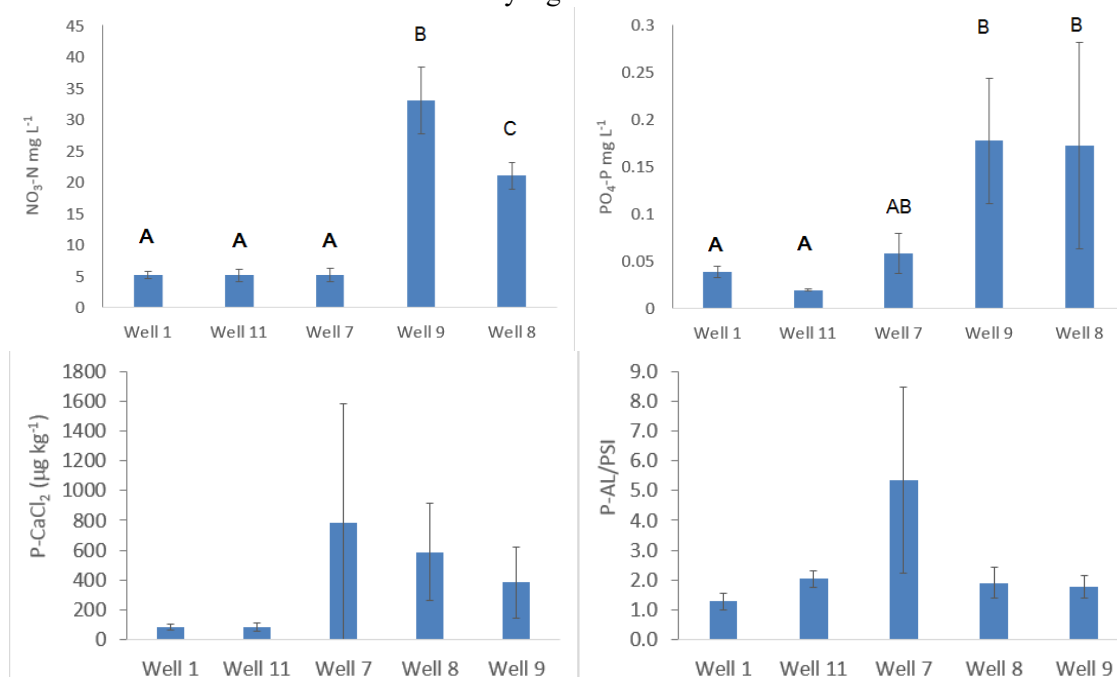 45
40
35
30
25
20
15
10
5
0
NO₃-N mg L⁻¹
A
A
A
B
C
Well 1 Well 11 Well 7 Well 9 Well 8
0.3
0.25
0.2
0.15
0.1
0.05
0
PO₄-P mg L⁻¹
A
A
AB
B
B
Well 1 Well 11 Well 7 Well 9 Well 8
1800
1600
1400
1200
1000
800
600
400
200
0
P-CaCl₂ (µg kg⁻¹)
Well 1 Well 11 Well 7 Well 8 Well 9
9.0
8.0
7.0
6.0
5.0
4.0
3.0
2.0
1.0
0.0
P-AL/PSI
Well 1 Well 11 Well 7 Well 8 Well 9